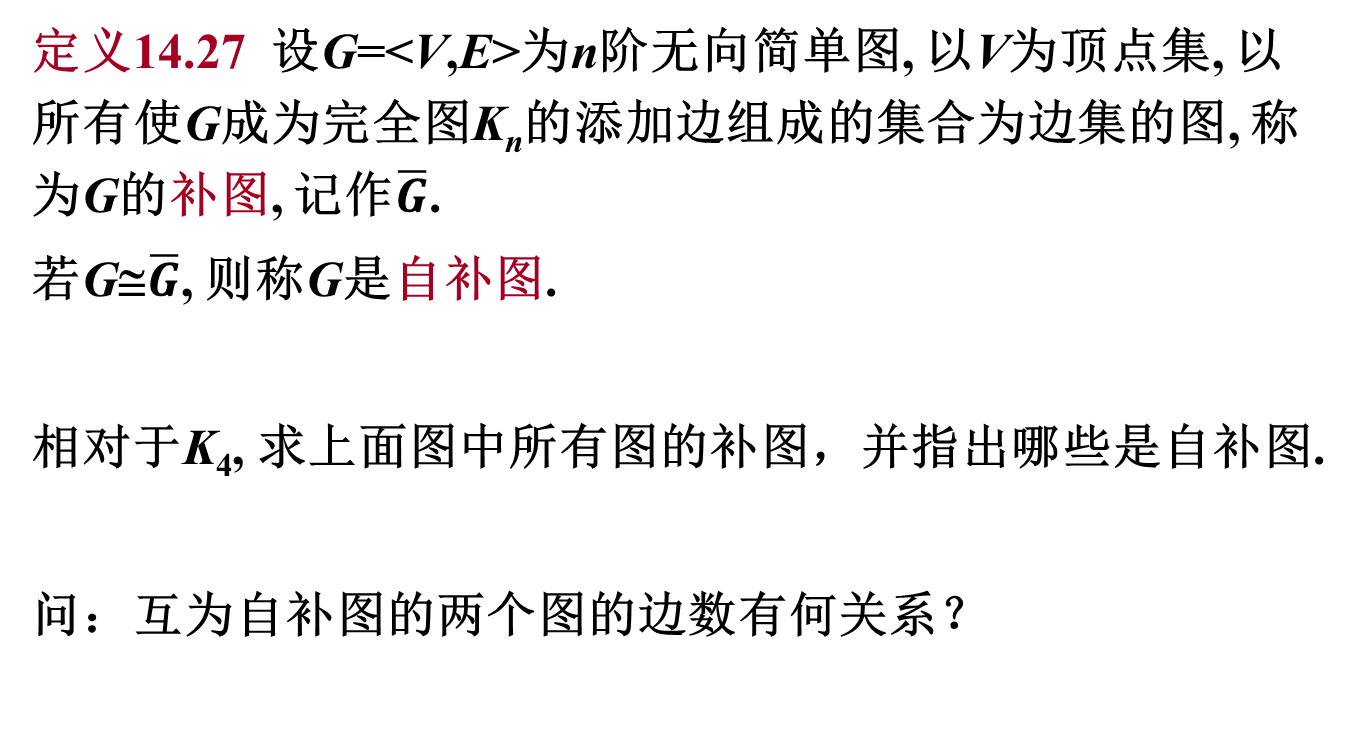 定义14.27 设G=<V,E>为n阶无向简单图, 以V为顶点集, 以
所有使G成为完全图Kₙ的添加边组成的集合为边集的图, 称
为G的补图, 记作G̅.
若G≅G̅, 则称G是自补图.
相对于K₄, 求上面图中所有图的补图，并指出哪些是自补图.
问：互为自补图的两个图的边数有何关系？